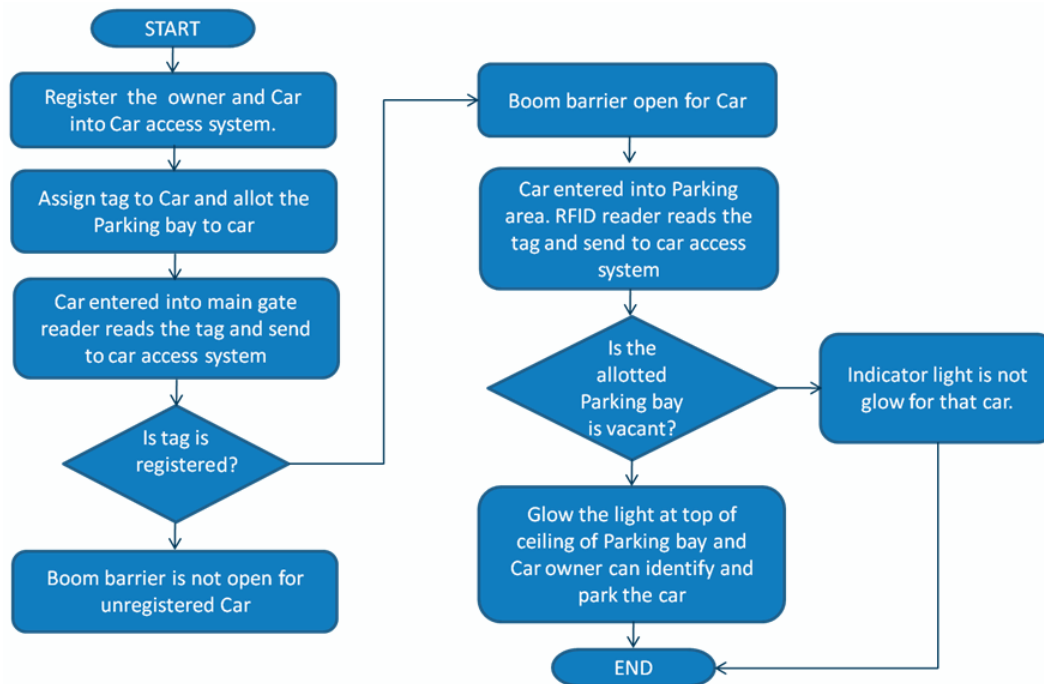 START
Register the owner and Car
into Car access system.
Assign tag to Car and allot the
Parking bay to car
Car entered into main gate
reader reads the tag and send
to car access system
Is tag is
registered?
Boom barrier is not open for
unregistered Car
Boom barrier open for Car
Car entered into Parking
area. RFID reader reads the
tag and send to car access
system
Is the
allotted
Parking bay
is vacant?
Indicator light is not
glow for that car.
Glow the light at top of
ceiling of Parking bay and
Car owner can identify and
park the car
END